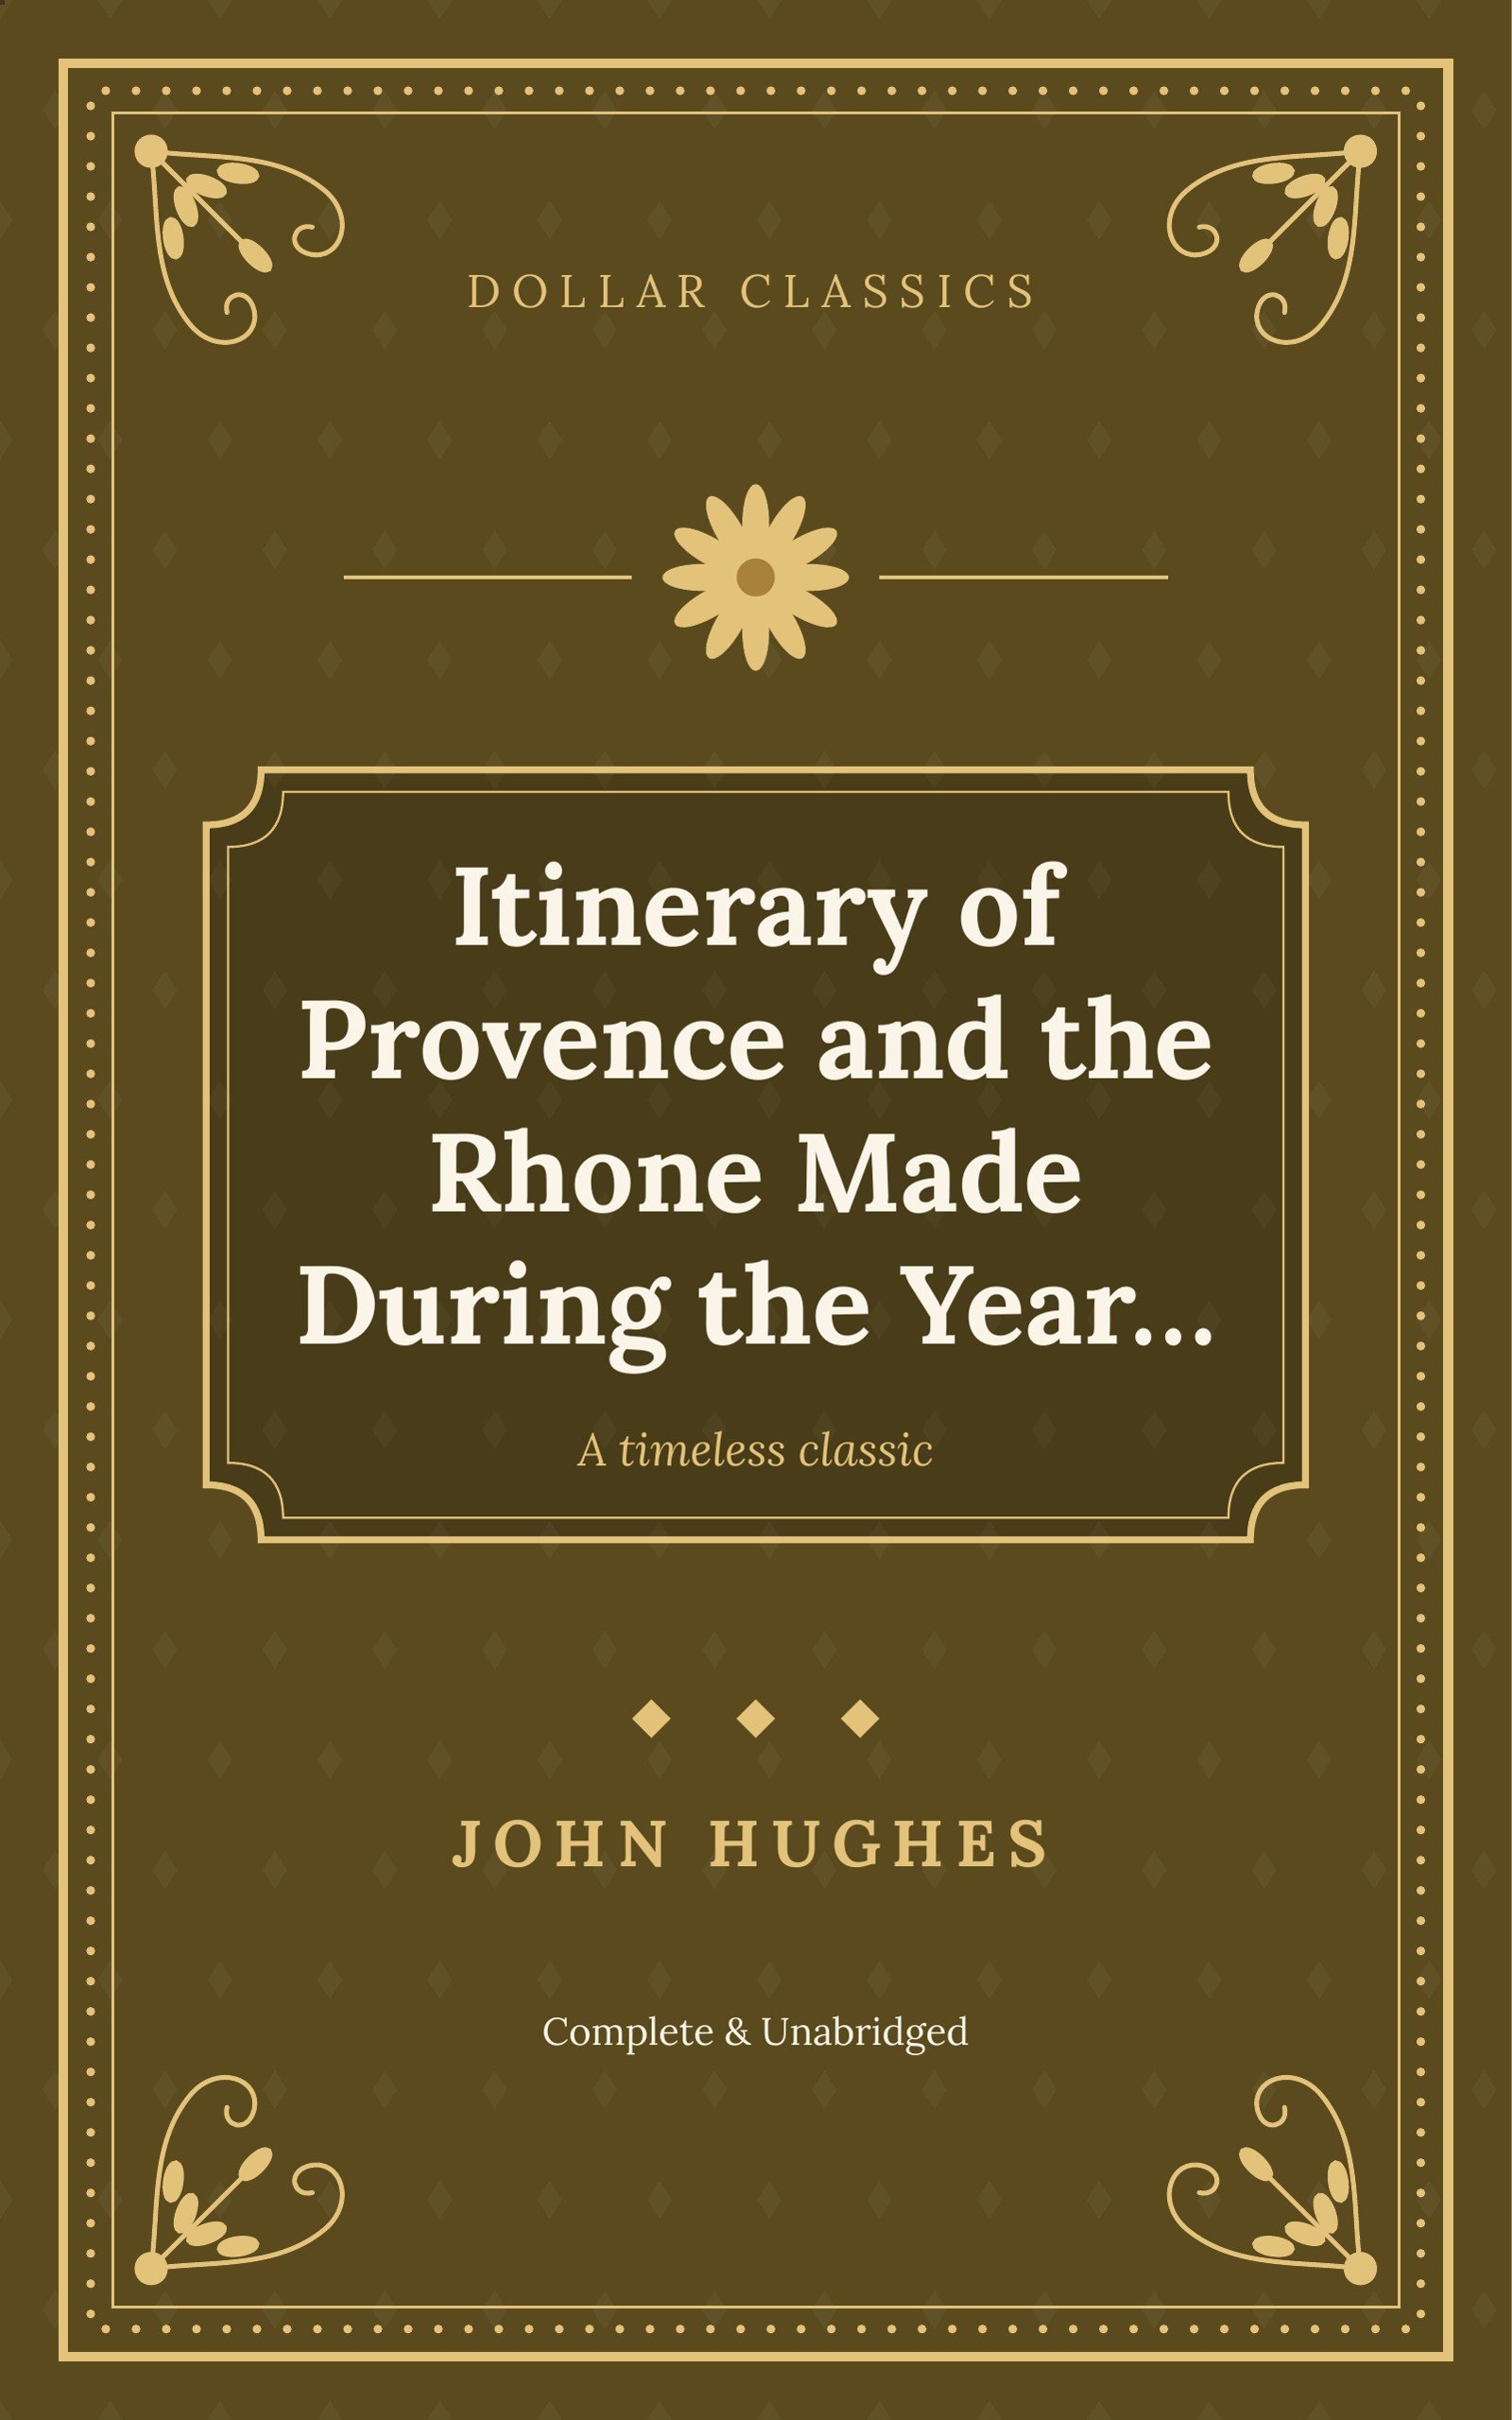 DOLLAR CLASSICS
Itinerary of
Provence and the
Rhone Made
During the Year...
A timeless classic
JOHN HUGHES
Complete & Unabridged